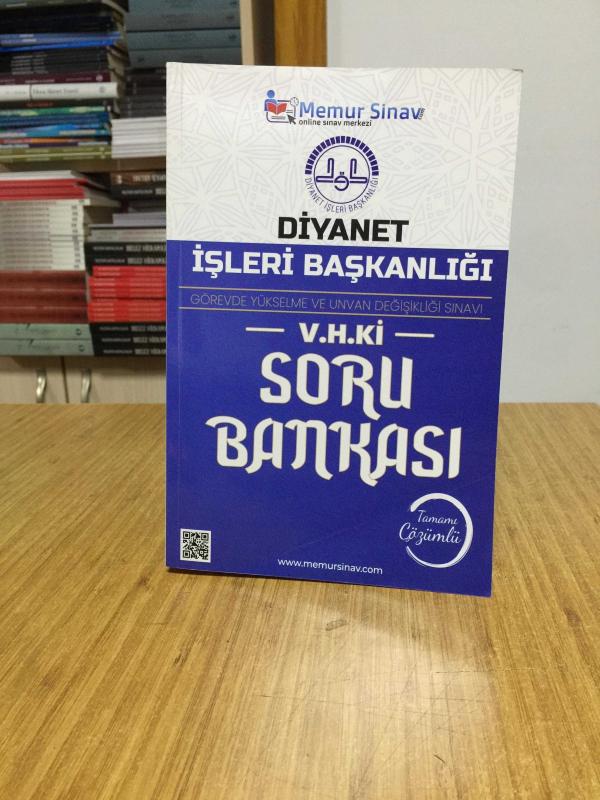 Memur Sınav.com
online sınav merkezi
DİYANET İŞLERİ BAŞKANLIĞI
DİYANET
İŞLERİ BAŞKANLIĞI
GÖREVDE YÜKSELME VE UNVAN DEĞİŞİKLİĞİ SINAVI
V.H.Kİ
SORU
BANKASI
Tamamı
Çözümlü
www.memursinav.com